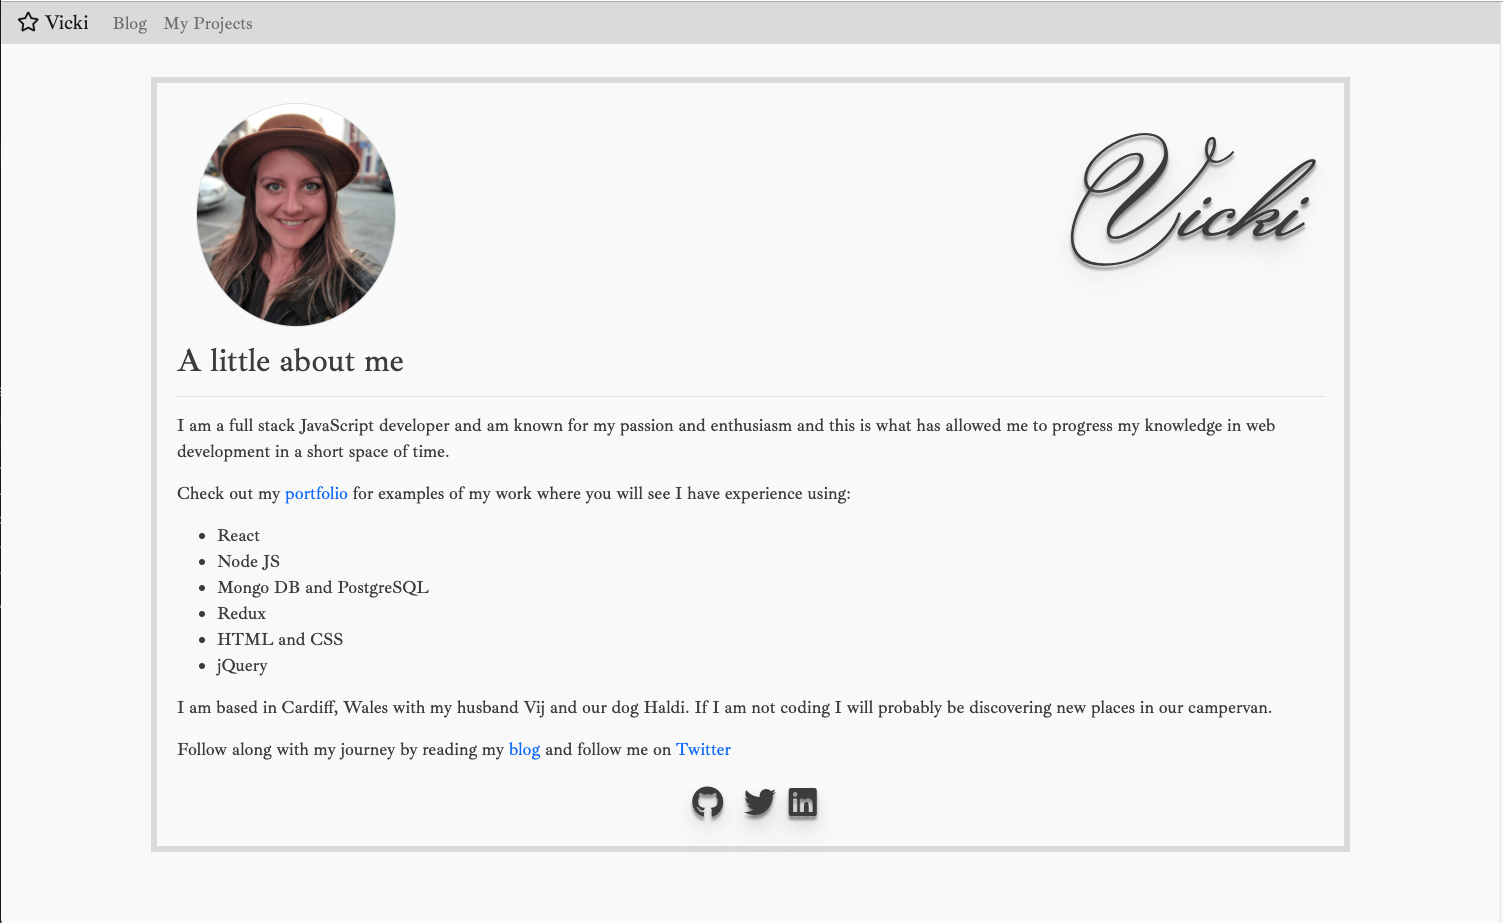 Vicki Blog My Projects
Vicki
A little about me
I am a full stack JavaScript developer and am known for my passion and enthusiasm and this is what has allowed me to progress my knowledge in web
development in a short space of time.
Check out my portfolio for examples of my work where you will see I have experience using:
React
Node JS
Mongo DB and PostgreSQL
Redux
HTML and CSS
jQuery
I am based in Cardiff, Wales with my husband Vij and our dog Haldi. If I am not coding I will probably be discovering new places in our campervan.
Follow along with my journey by reading my blog and follow me on Twitter
in